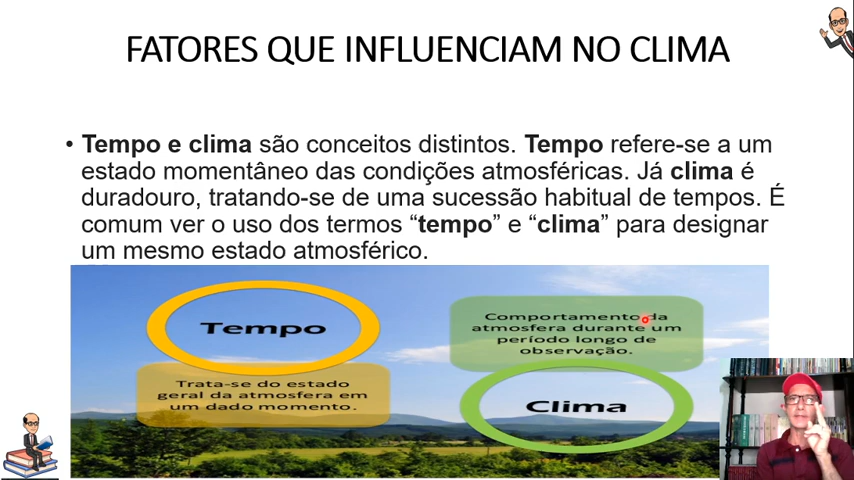 FATORES QUE INFLUENCIAM NO CLIMA
• Tempo e clima são conceitos distintos. Tempo refere-se a um
estado momentâneo das condições atmosféricas. Já clima é
duradouro, tratando-se de uma sucessão habitual de tempos. É
comum ver o uso dos termos “tempo” e “clima” para designar
um mesmo estado atmosférico.
Tempo
Trata-se do estado
geral da atmosfera em
um dado momento.
Comportamento da
atmosfera durante um
período longo de
observação.
Clima